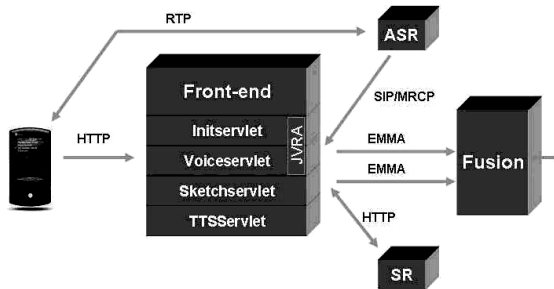 RTP
ASR
Front-end
SIP/MRCP
HTTP
Initservlet
JVRA
EMMA
Voiceservlet
EMMA
Fusion
Sketchservlet
HTTP
TTSServlet
SR